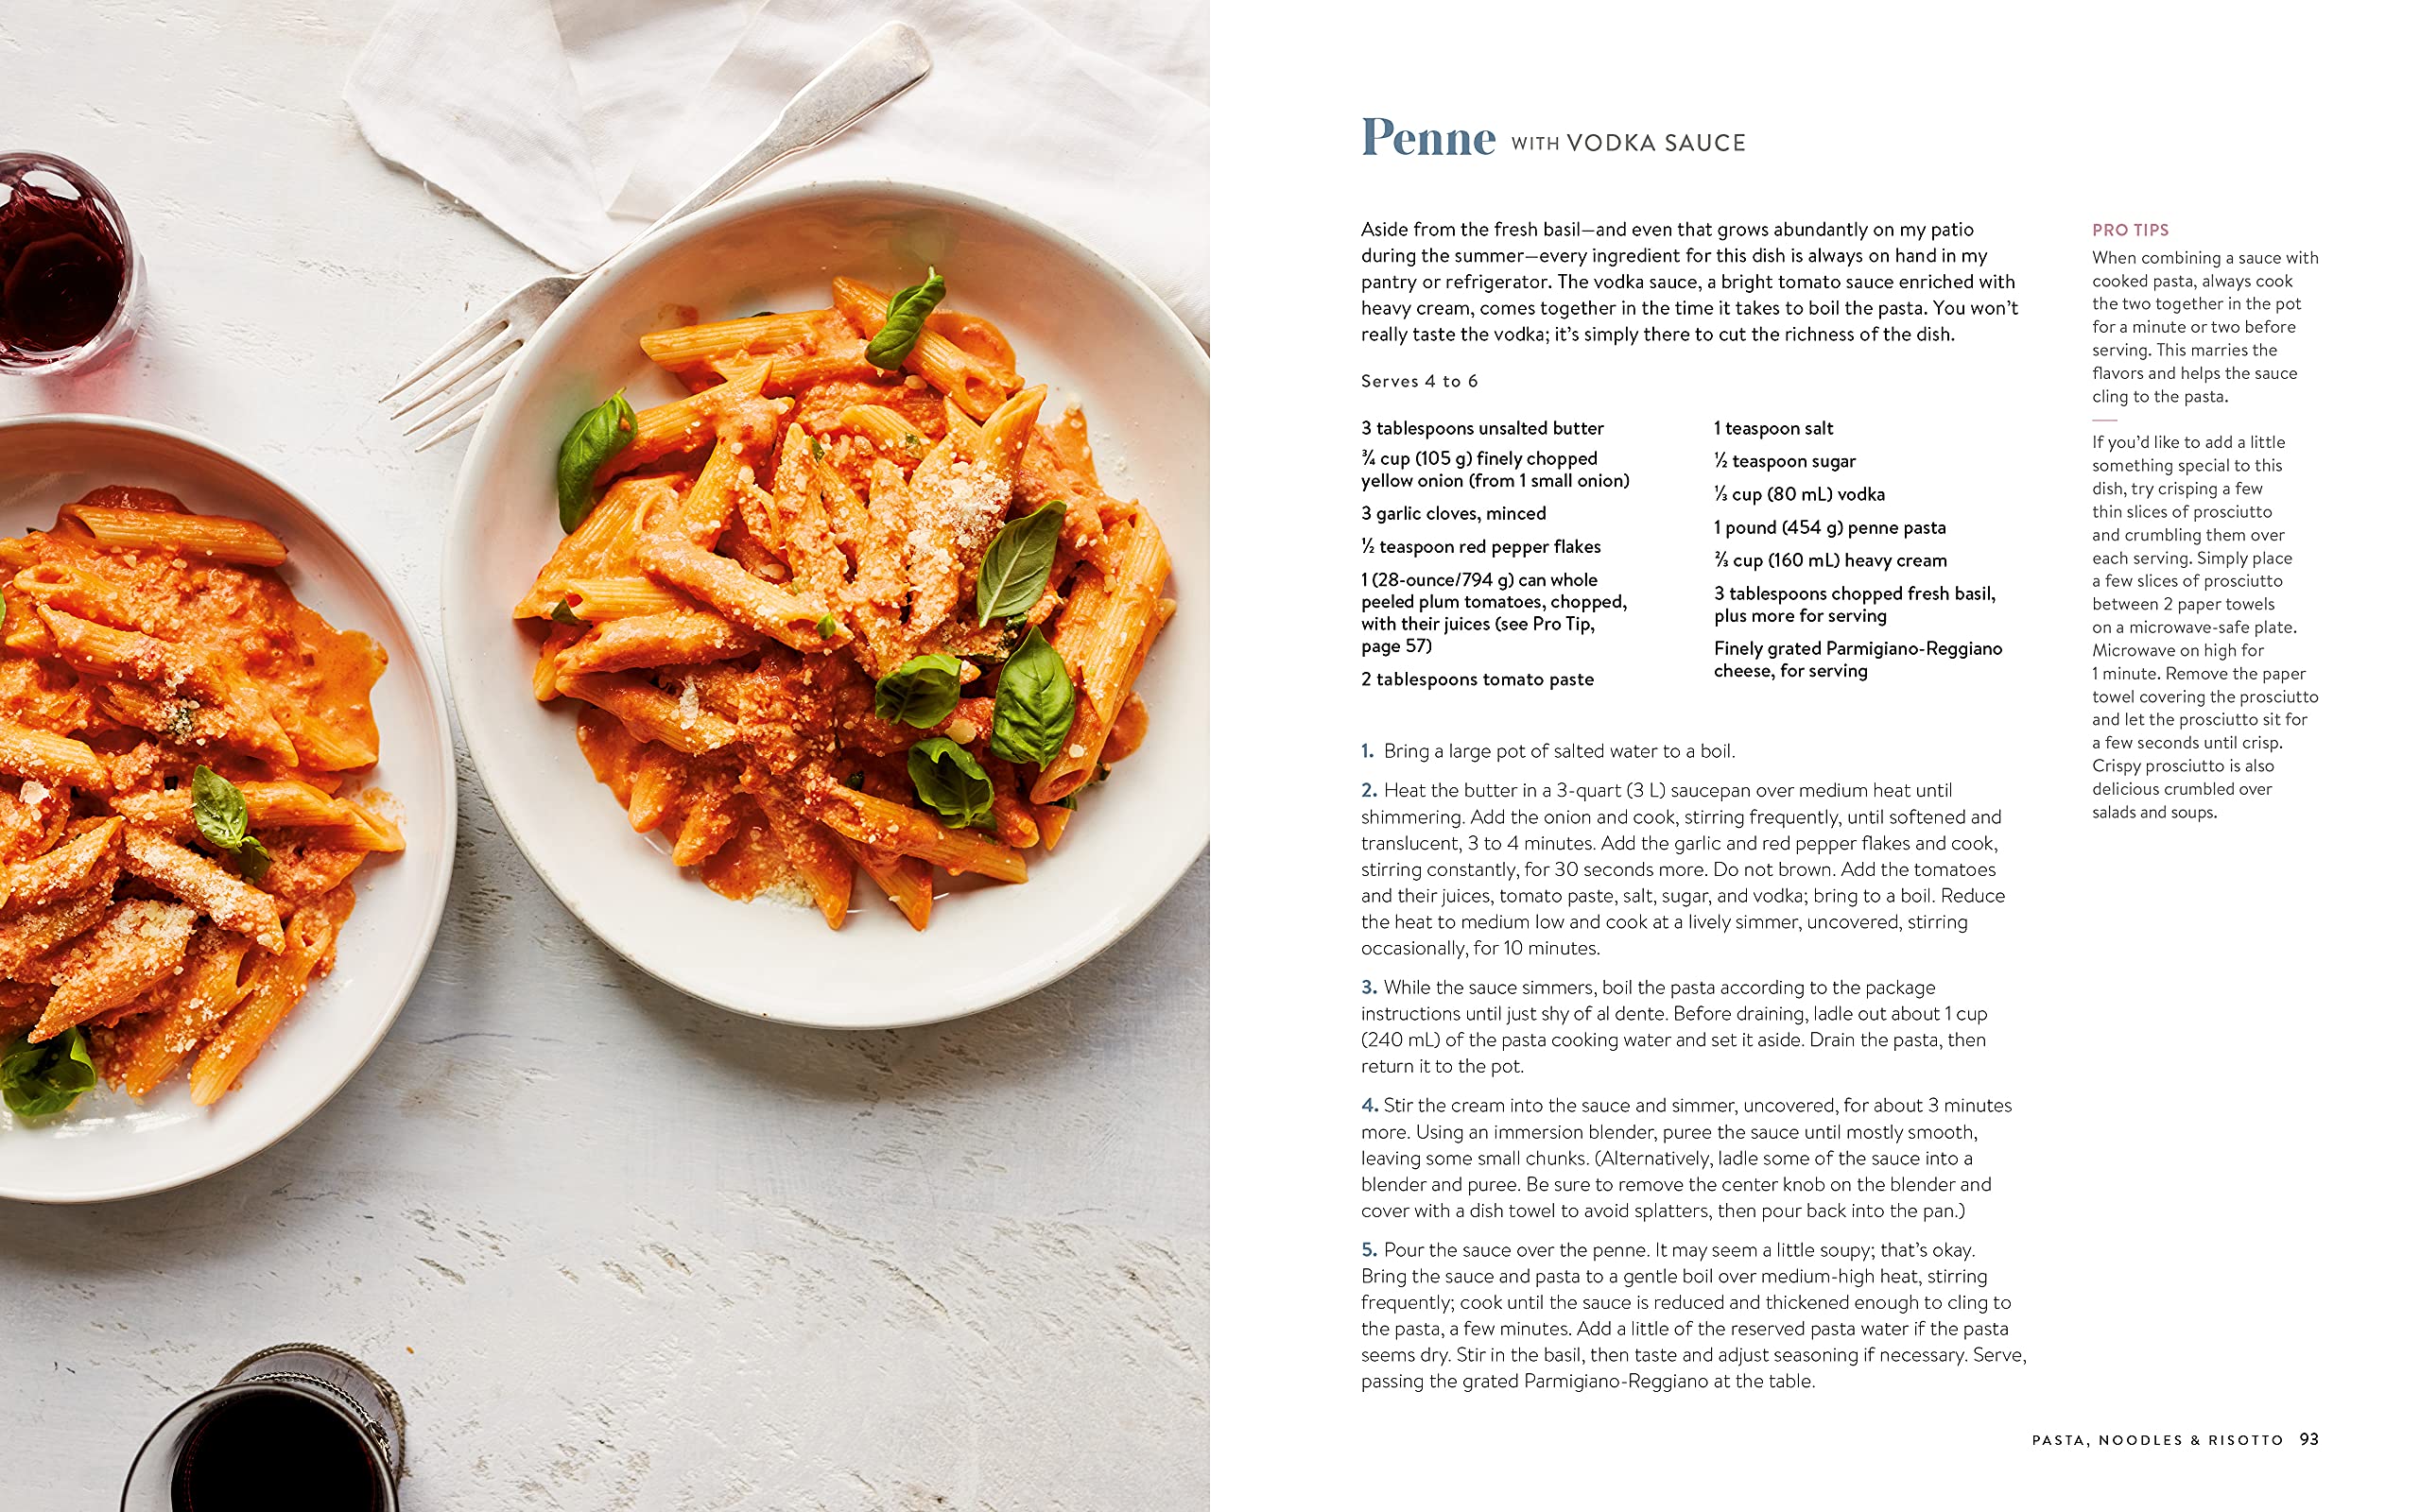 Penne WITH VODKA SAUCE
Aside from the fresh basil—and even that grows abundantly on my patio
during the summer—every ingredient for this dish is always on hand in my
pantry or refrigerator. The vodka sauce, a bright tomato sauce enriched with
heavy cream, comes together in the time it takes to boil the pasta. You won’t
really taste the vodka; it’s simply there to cut the richness of the dish.
Serves 4 to 6
3 tablespoons unsalted butter
¾ cup (105 g) finely chopped
yellow onion (from 1 small onion)
3 garlic cloves, minced
½ teaspoon red pepper flakes
1 (28-ounce/794 g) can whole
peeled plum tomatoes, chopped,
with their juices (see Pro Tip,
page 57)
2 tablespoons tomato paste
1 teaspoon salt
½ teaspoon sugar
⅓ cup (80 mL) vodka
1 pound (454 g) penne pasta
⅔ cup (160 mL) heavy cream
3 tablespoons chopped fresh basil,
plus more for serving
Finely grated Parmigiano-Reggiano
cheese, for serving
1. Bring a large pot of salted water to a boil.
2. Heat the butter in a 3-quart (3 L) saucepan over medium heat until
shimmering. Add the onion and cook, stirring frequently, until softened and
translucent, 3 to 4 minutes. Add the garlic and red pepper flakes and cook,
stirring constantly, for 30 seconds more. Do not brown. Add the tomatoes
and their juices, tomato paste, salt, sugar, and vodka; bring to a boil. Reduce
the heat to medium low and cook at a lively simmer, uncovered, stirring
occasionally, for 10 minutes.
3. While the sauce simmers, boil the pasta according to the package
instructions until just shy of al dente. Before draining, ladle out about 1 cup
(240 mL) of the pasta cooking water and set it aside. Drain the pasta, then
return it to the pot.
4. Stir the cream into the sauce and simmer, uncovered, for about 3 minutes
more. Using an immersion blender, puree the sauce until mostly smooth,
leaving some small chunks. (Alternatively, ladle some of the sauce into a
blender and puree. Be sure to remove the center knob on the blender and
cover with a dish towel to avoid splatters, then pour back into the pan.)
5. Pour the sauce over the penne. It may seem a little soupy; that’s okay.
Bring the sauce and pasta to a gentle boil over medium-high heat, stirring
frequently; cook until the sauce is reduced and thickened enough to cling to
the pasta, a few minutes. Add a little of the reserved pasta water if the pasta
seems dry. Stir in the basil, then taste and adjust seasoning if necessary. Serve,
passing the grated Parmigiano-Reggiano at the table.
PRO TIPS
When combining a sauce with
cooked pasta, always cook
the two together in the pot
for a minute or two before
serving. This marries the
flavors and helps the sauce
cling to the pasta.
If you’d like to add a little
something special to this
dish, try crisping a few
thin slices of prosciutto
and crumbling them over
each serving. Simply place
a few slices of prosciutto
between 2 paper towels
on a microwave-safe plate.
Microwave on high for
1 minute. Remove the paper
towel covering the prosciutto
and let the prosciutto sit for
a few seconds until crisp.
Crispy prosciutto is also
delicious crumbled over
salads and soups.
PASTA, NOODLES & RISOTTO 93